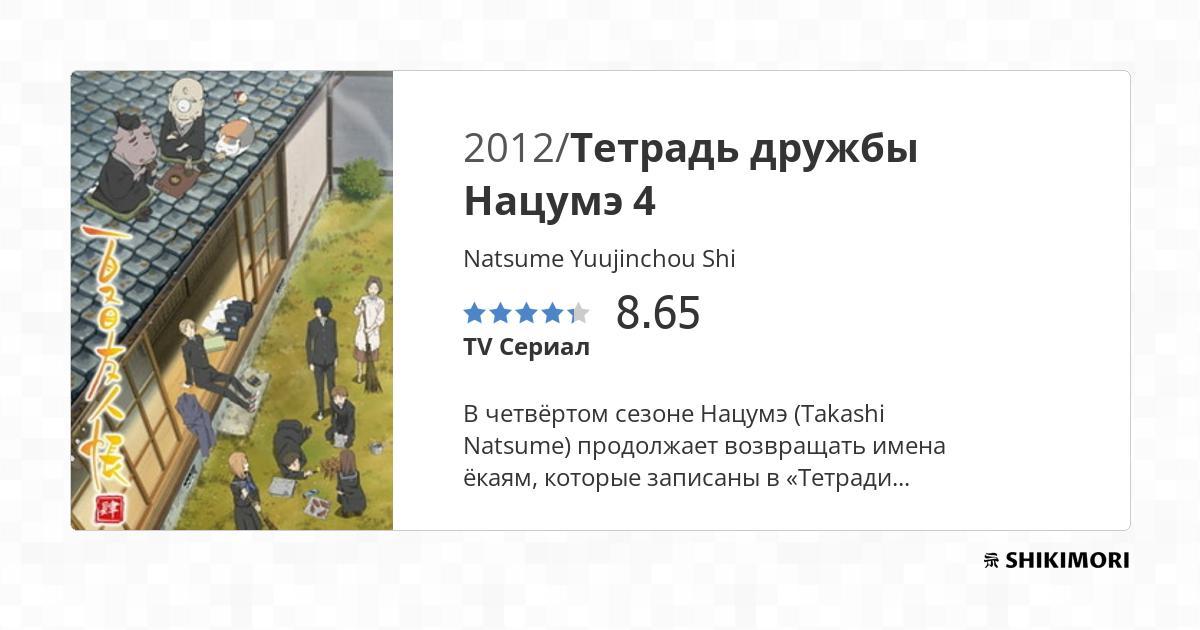 夏目友人帳
肆
2012/Тетрадь дружбы
Нацумэ 4
Natsume Yuujinchou Shi
8.65
TV Сериал
В четвёртом сезоне Нацумэ (Takashi
Natsume) продолжает возвращать имена
ёкаям, которые записаны в «Тетради...
SHIKIMORI